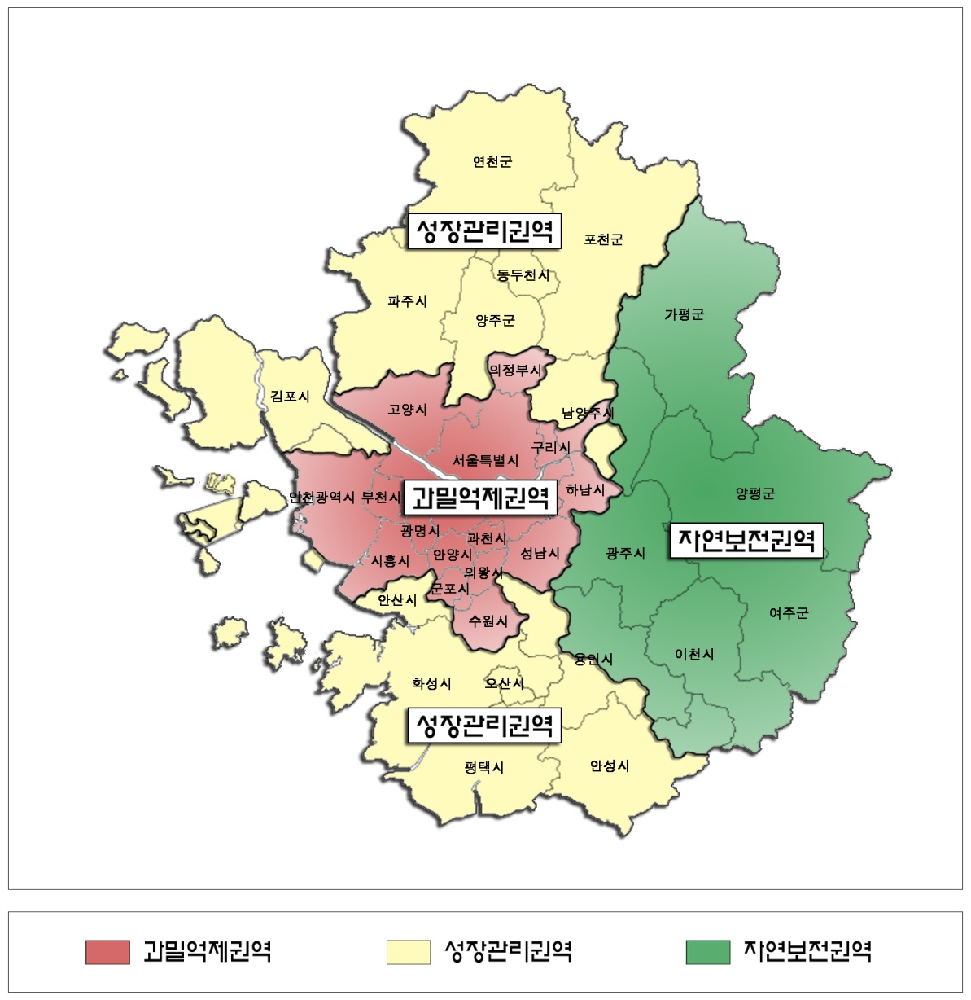 연천군
성장관리권역
포천군
동두천시
파주시
가평군
양주군
의정부시
김포시
고양시
남양주시
구리시
서울특별시
하남시
양평군
인천광역시
부천시
과밀억제권역
광명시
과천시
자연보전권역
안양시
성남시
광주시
시흥시
의왕시
군포시
안산시
여주군
수원시
이천시
용인시
화성시
오산시
성장관리권역
평택시
안성시
과밀억제권역
성장관리권역
자연보전권역